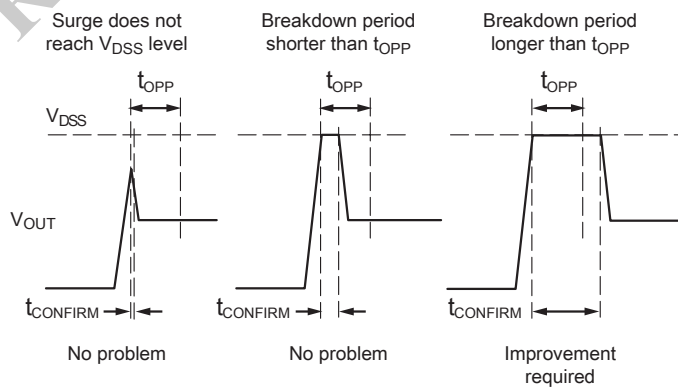 Surge does not
reach VDSS level
Breakdown period
shorter than tOPP
Breakdown period
longer than tOPP
tOPP
tOPP
tOPP
VDSS
VOUT
tCONFIRM
tCONFIRM
tCONFIRM
No problem
No problem
Improvement
required